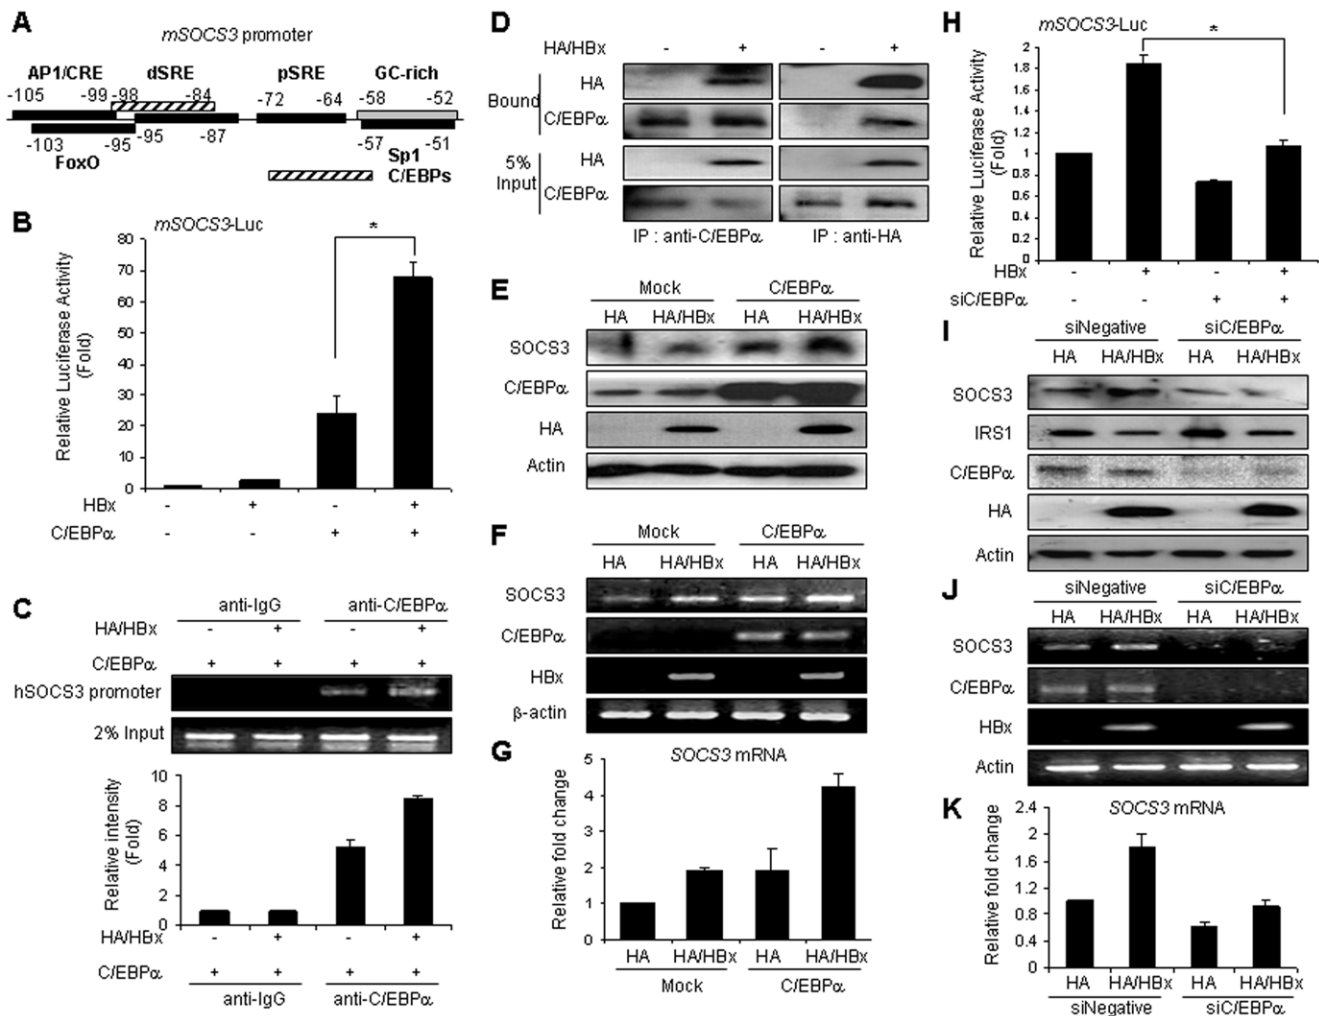 A
mSOCS3 promoter
AP1/CRE dSRE pSRE GC-rich
-105 -99 -98 -84 -72 -64 -58 -52
-103 -95 -95 -87 -57 -51
FoxO Sp1
C/EBPs
B
mSOCS3-Luc
Relative Luciferase Activity
(Fold)
80
70
60
50
40
30
20
10
0
*
HBx - + - +
C/EBPα - - + +
C
anti-IgG anti-C/EBPα
HA/HBx - + - +
C/EBPα + + + +
hSOCS3 promoter
2% Input
Relative intensity
(Fold)
10
8
6
4
2
0
HA/HBx - + - +
C/EBPα + + + +
anti-IgG anti-C/EBPα
D
HA/HBx - + - +
Bound
HA
C/EBPα
5%
Input
HA
C/EBPα
IP : anti-C/EBPα IP : anti-HA
E
Mock C/EBPα
HA HA/HBx HA HA/HBx
SOCS3
C/EBPα
HA
Actin
F
Mock C/EBPα
HA HA/HBx HA HA/HBx
SOCS3
C/EBPα
HBx
β-actin
G
SOCS3 mRNA
Relative fold change
5
4
3
2
1
0
HA HA/HBx HA HA/HBx
Mock C/EBPα
H
mSOCS3-Luc
Relative Luciferase Activity
(Fold)
2
1.8
1.6
1.4
1.2
1
0.8
0.6
0.4
0.2
0
*
HBx - + - +
siC/EBPα - - + +
I
siNegative siC/EBPα
HA HA/HBx HA HA/HBx
SOCS3
IRS1
C/EBPα
HA
Actin
J
siNegative siC/EBPα
HA HA/HBx HA HA/HBx
SOCS3
C/EBPα
HBx
Actin
K
SOCS3 mRNA
Relative fold change
2.4
2
1.6
1.2
0.8
0.4
0
HA HA/HBx HA HA/HBx
siNegative siC/EBPα